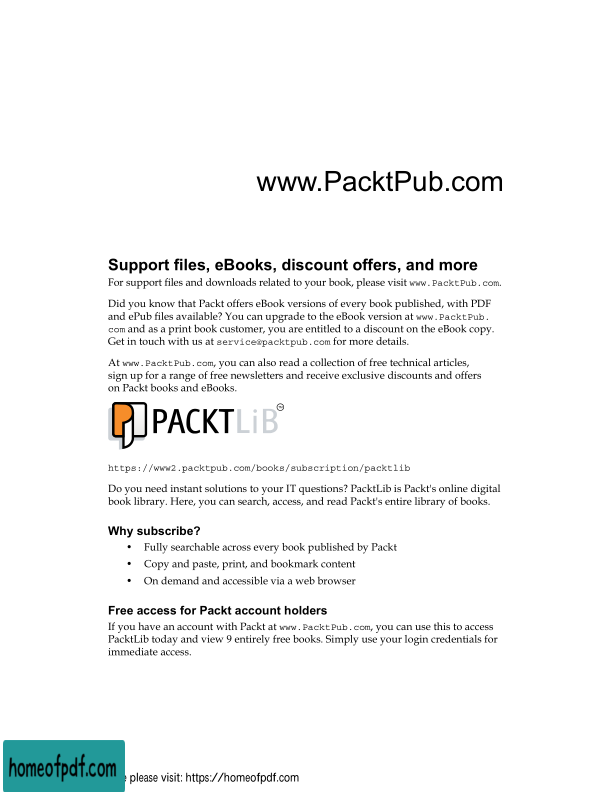 www.PacktPub.com
Support files, eBooks, discount offers, and more
For support files and downloads related to your book, please visit www.PacktPub.com.
Did you know that Packt offers eBook versions of every book published, with PDF
and ePub files available? You can upgrade to the eBook version at www.PacktPub.
com and as a print book customer, you are entitled to a discount on the eBook copy.
Get in touch with us at service@packtpub.com for more details.
At www.PacktPub.com, you can also read a collection of free technical articles,
sign up for a range of free newsletters and receive exclusive discounts and offers
on Packt books and eBooks.
PACKTLiB
https://www2.packtpub.com/books/subscription/packtlib
Do you need instant solutions to your IT questions? PacktLib is Packt's online digital
book library. Here, you can search, access, and read Packt's entire library of books.
Why subscribe?
• Fully searchable across every book published by Packt
• Copy and paste, print, and bookmark content
• On demand and accessible via a web browser
Free access for Packt account holders
If you have an account with Packt at www.PacktPub.com, you can use this to access
PacktLib today and view 9 entirely free books. Simply use your login credentials for
immediate access.
homeofpdf.com
please visit: https://homeofpdf.com